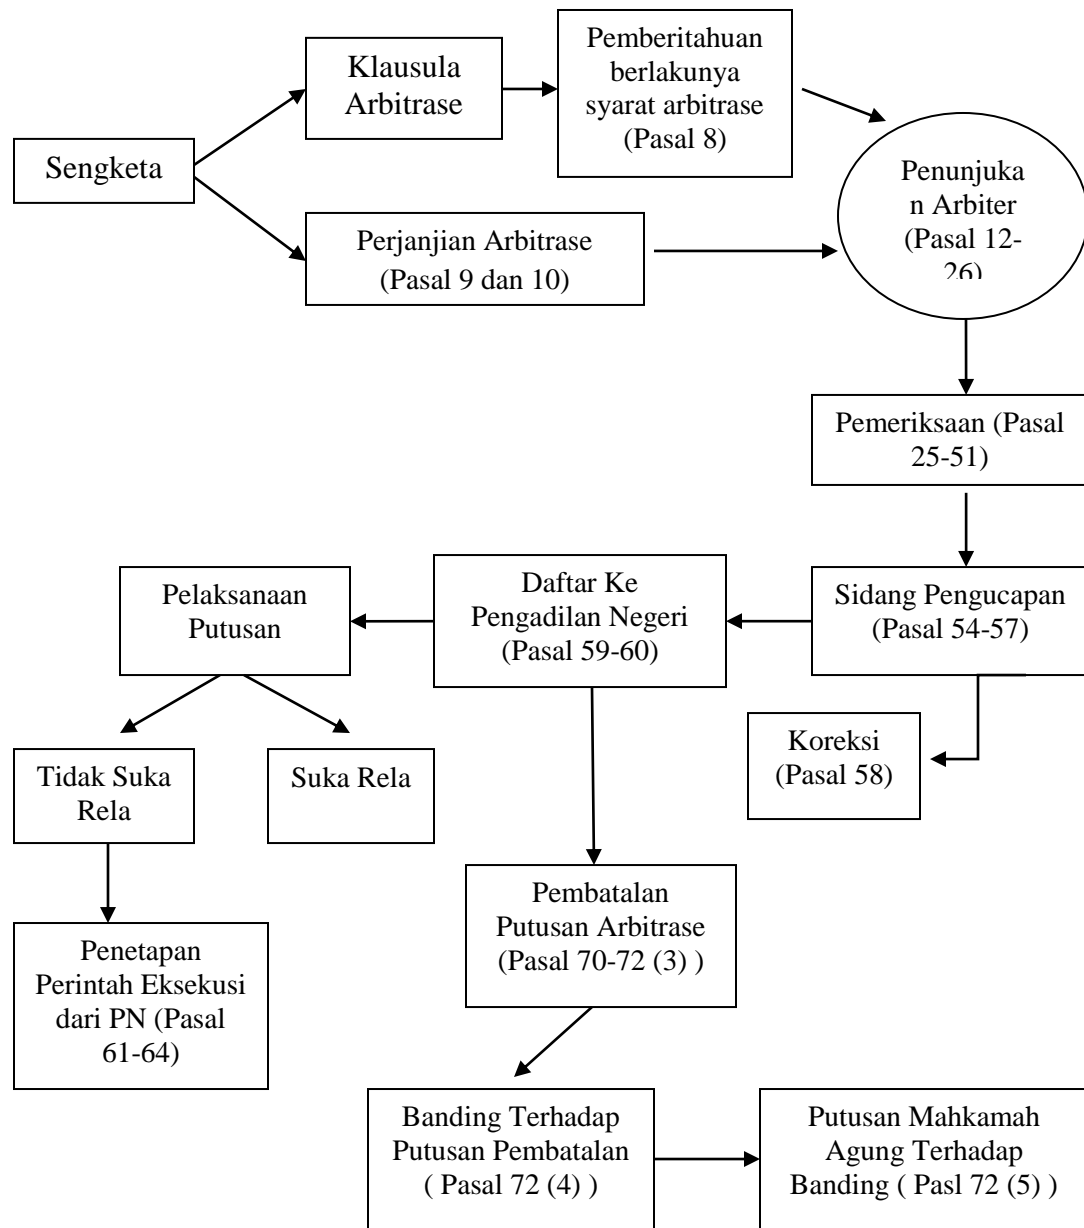 Klausula
Arbitrase
Pemberitahuan
berlakunya
syarat arbitrase
(Pasal 8)
Sengketa
Penunjuka
n Arbiter
(Pasal 12-
26)
Perjanjian Arbitrase
(Pasal 9 dan 10)
Pemeriksaan (Pasal
25-51)
Sidang Pengucapan
(Pasal 54-57)
Daftar Ke
Pengadilan Negeri
(Pasal 59-60)
Pelaksanaan
Putusan
Koreksi
(Pasal 58)
Tidak Suka
Rela
Suka Rela
Pembatalan
Putusan Arbitrase
(Pasal 70-72 (3) )
Penetapan
Perintah Eksekusi
dari PN (Pasal
61-64)
Banding Terhadap
Putusan Pembatalan
( Pasal 72 (4) )
Putusan Mahkamah
Agung Terhadap
Banding ( Pasl 72 (5) )